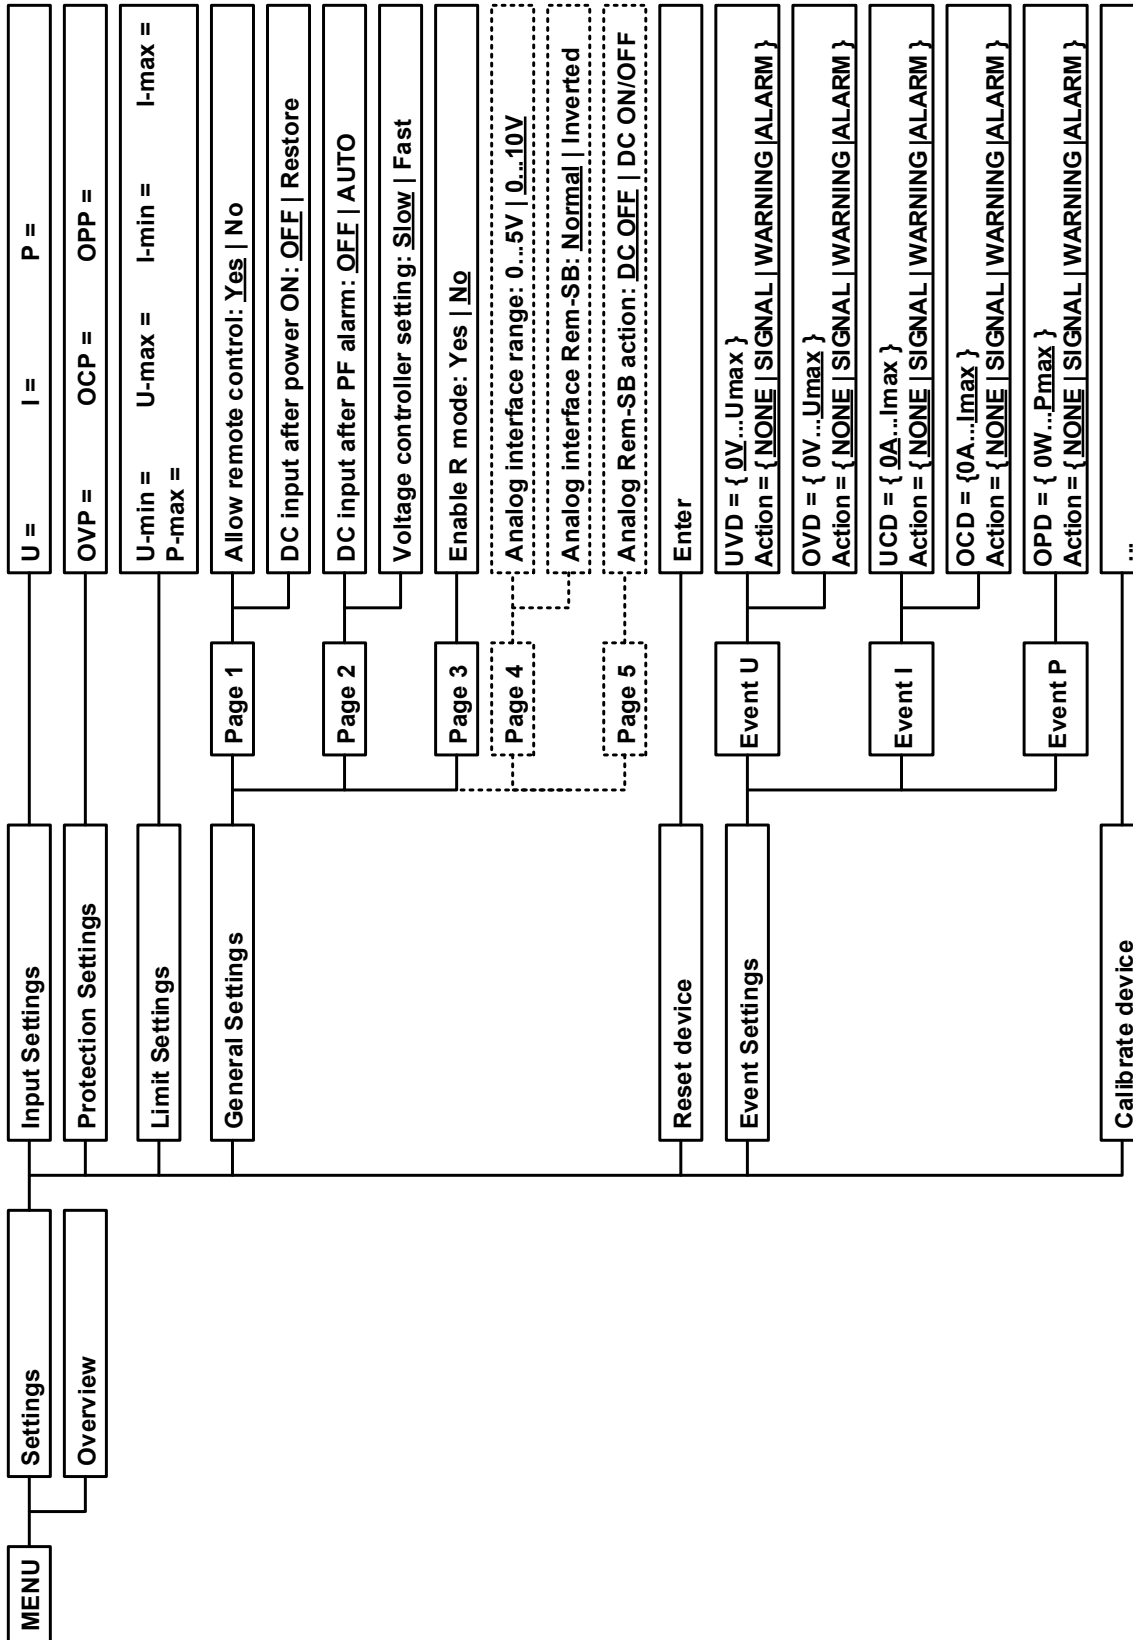 MENU
Settings
Overview
Input Settings
U = I = P =
Protection Settings
OVP = OCP = OPP =
Limit Settings
U-min = U-max = I-min = I-max =
P-max =
General Settings
Page 1
Allow remote control: Yes | No
DC input after power ON: OFF | Restore
Page 2
DC input after PF alarm: OFF | AUTO
Voltage controller setting: Slow | Fast
Page 3
Enable R mode: Yes | No
Page 4
Analog interface range: 0...5V | 0...10V
Analog interface Rem-SB: Normal | Inverted
Page 5
Analog Rem-SB action: DC OFF | DC ON/OFF
Reset device
Enter
Event Settings
Event U
UVD = { 0V...Umax }
Action = { NONE | SIGNAL | WARNING |ALARM }
OVD = { 0V...Umax }
Action = { NONE | SIGNAL | WARNING |ALARM }
Event I
UCD = { 0A...Imax }
Action = { NONE | SIGNAL | WARNING |ALARM }
OCD = {0A...Imax }
Action = { NONE | SIGNAL | WARNING |ALARM }
Event P
OPD = { 0W...Pmax }
Action = { NONE | SIGNAL | WARNING |ALARM }
Calibrate device
...